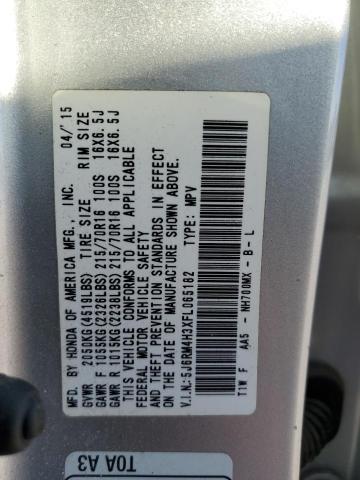 MFD. BY HONDA OF AMERICA MFG., INC. 04/'15
GVWR 2050KG(4519LBS) TIRE SIZE RIM SIZE
GAWR F 1055KG(2326LBS) 215/70R16 100S 16X6.5J
GAWR R 1015KG(2238LBS) 215/70R16 100S 16X6.5J
THIS VEHICLE CONFORMS TO ALL APPLICABLE
FEDERAL MOTOR VEHICLE SAFETY
AND THEFT PREVENTION STANDARDS IN EFFECT
ON THE DATE OF MANUFACTURE SHOWN ABOVE.
V.I.N.:5J6RM4H3XFL065182 TYPE: MPV
T1W F AA5 - NH700MX - B - L
T0A A3